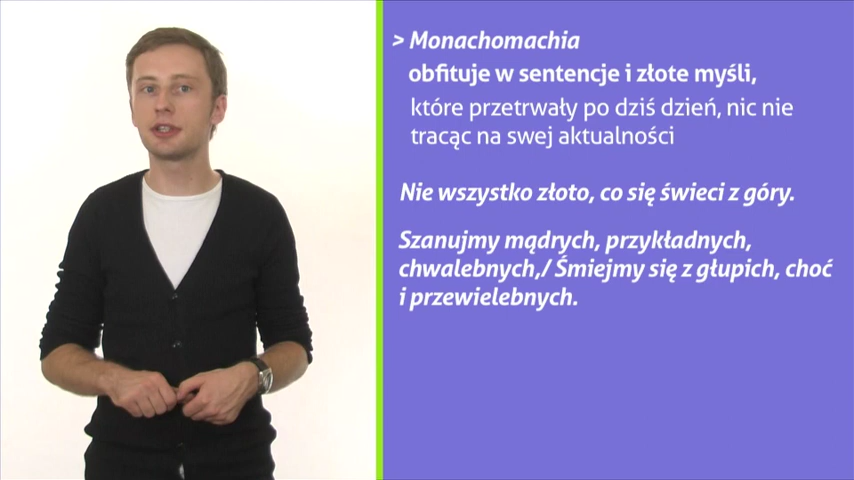 > Monachomachia
obfituje w sentencje i złote myśli,
które przetrwały po dziś dzień, nic nie
tracąc na swej aktualności
Nie wszystko złoto, co się świeci z góry.
Szanujmy mądrych, przykładnych,
chwalebnych,/ Śmiejmy się z głupich, choć
i przewielebnych.